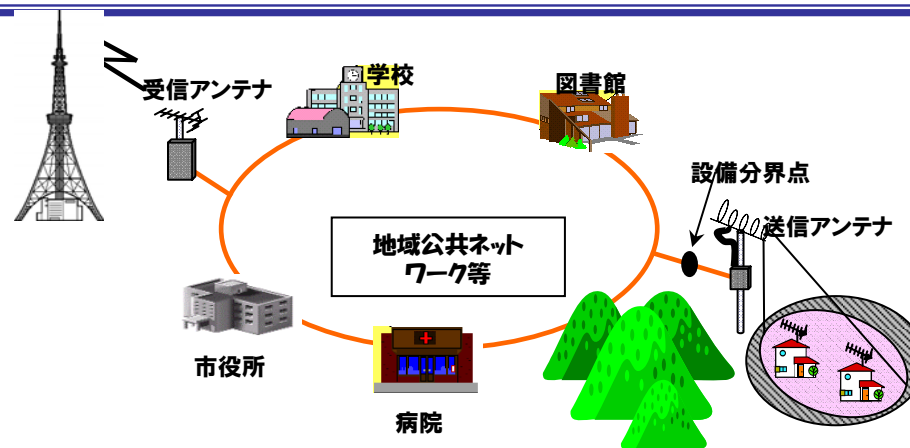 受信アンテナ
学校
図書館
設備分界点
送信アンテナ
地域公共ネット
ワーク等
市役所
病院